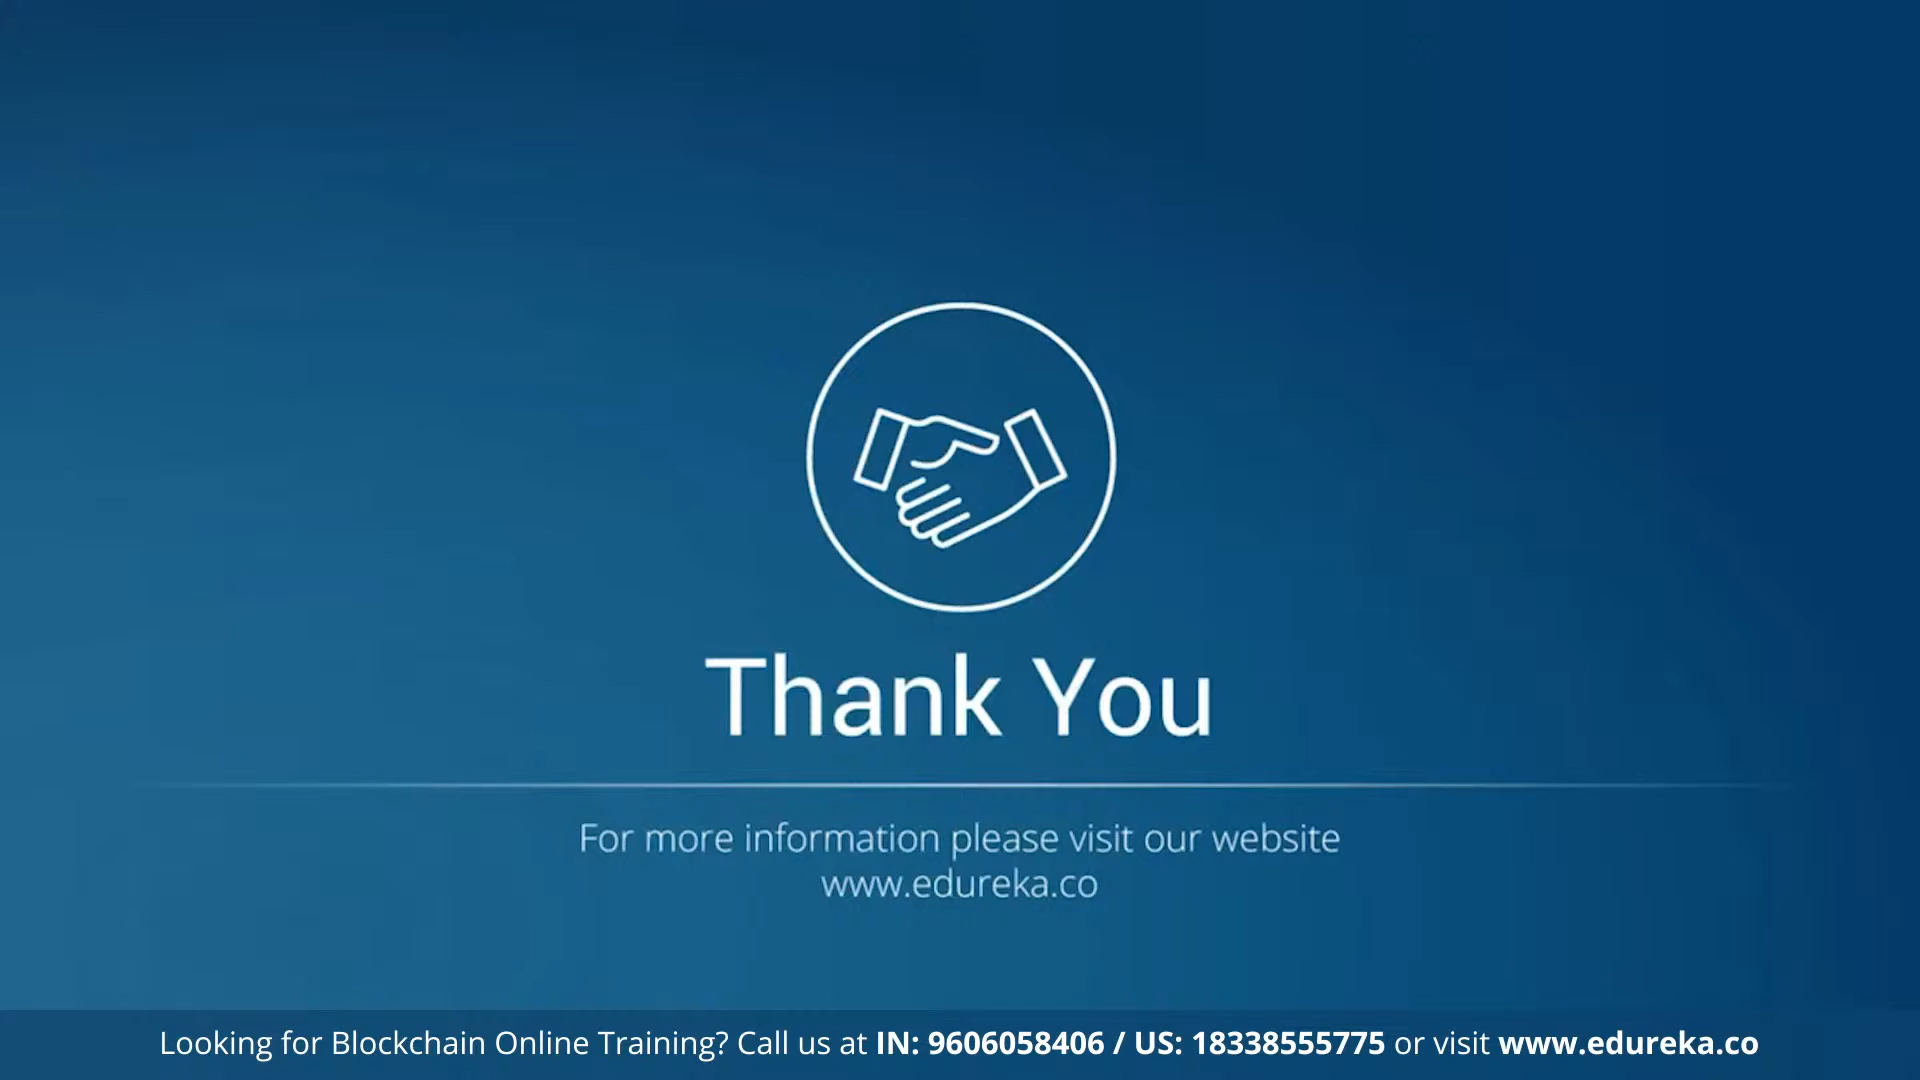 Thank You
For more information please visit our website
www.edureka.co
Looking for Blockchain Online Training? Call us at IN: 9606058406 / US: 18338555775 or visit www.edureka.co